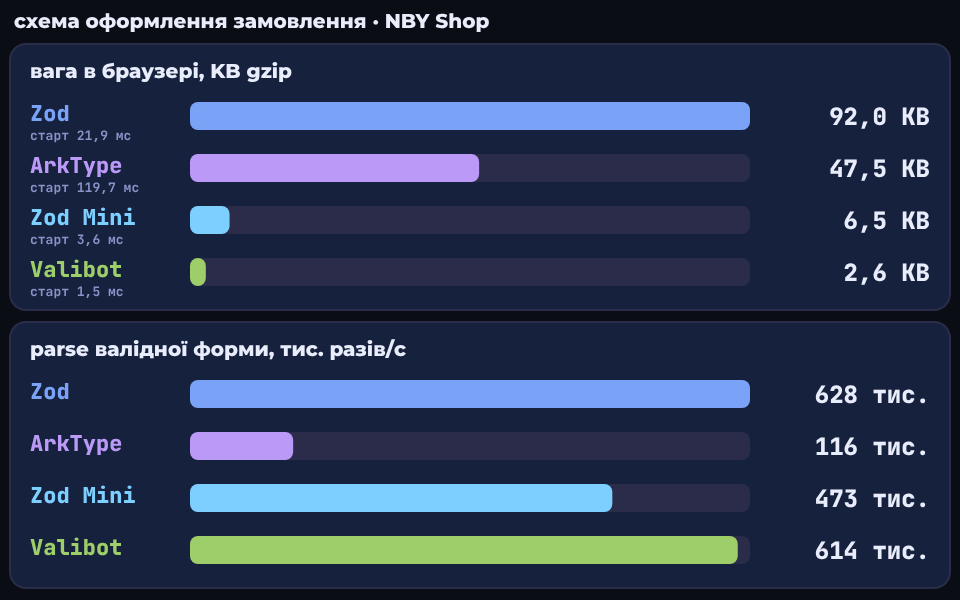 схема оформлення замовлення · NBY Shop
вага в браузері, KB gzip
Zod 92,0 KB
старт 21,9 мс
ArkType 47,5 KB
старт 119,7 мс
Zod Mini 6,5 KB
старт 3,6 мс
Valibot 2,6 KB
старт 1,5 мс
parse валідної форми, тис. разів/с
Zod 628 тис.
ArkType 116 тис.
Zod Mini 473 тис.
Valibot 614 тис.